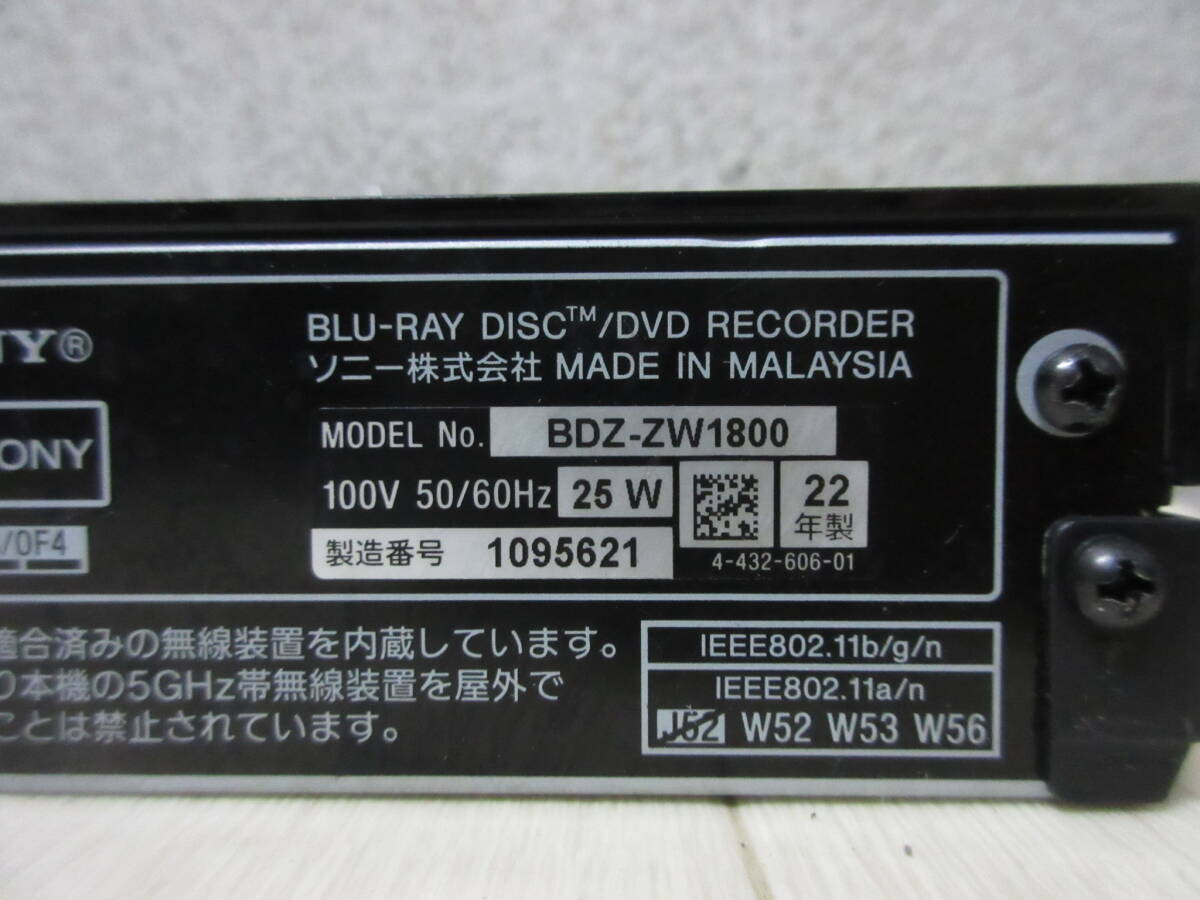 BLU-RAY DISC™/DVD RECORDER
ソニー株式会社 MADE IN MALAYSIA
MODEL No. BDZ-ZW1800
100V 50/60Hz 25 W
22
年製
製造番号 1095621
4-432-606-01
TY®
ONY
/0F4
適合済みの無線装置を内蔵しています。
り本機の5GHz帯無線装置を屋外で
ことは禁止されています。
IEEE802.11b/g/n
IEEE802.11a/n
J52 W52 W53 W56